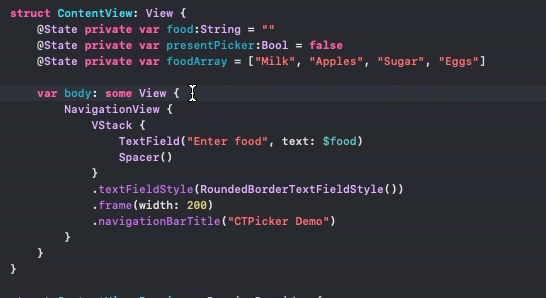 struct ContentView: View {
@State private var food:String = ""
@State private var presentPicker:Bool = false
@State private var foodArray = ["Milk", "Apples", "Sugar", "Eggs"]
var body: some View {
NavigationView {
VStack {
TextField("Enter food", text: $food)
Spacer()
}
.textFieldStyle(RoundedBorderTextFieldStyle())
.frame(width: 200)
.navigationBarTitle("CTPicker Demo")
}
}
}